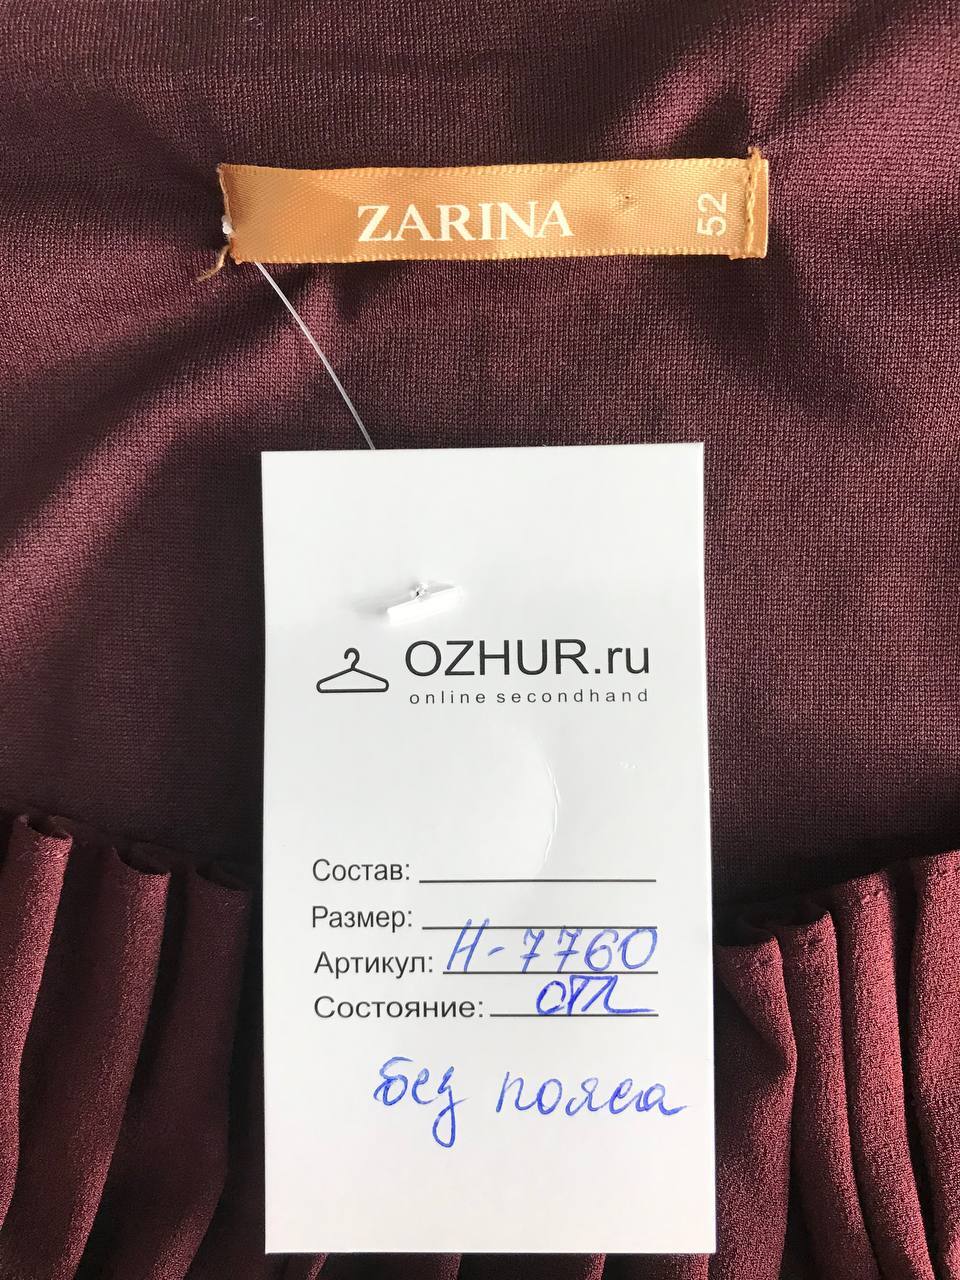 ZARINA 52
OZHUR.ru
online secondhand
Состав:
Размер:
Артикул: Н-7760
Состояние: отл
без пояса